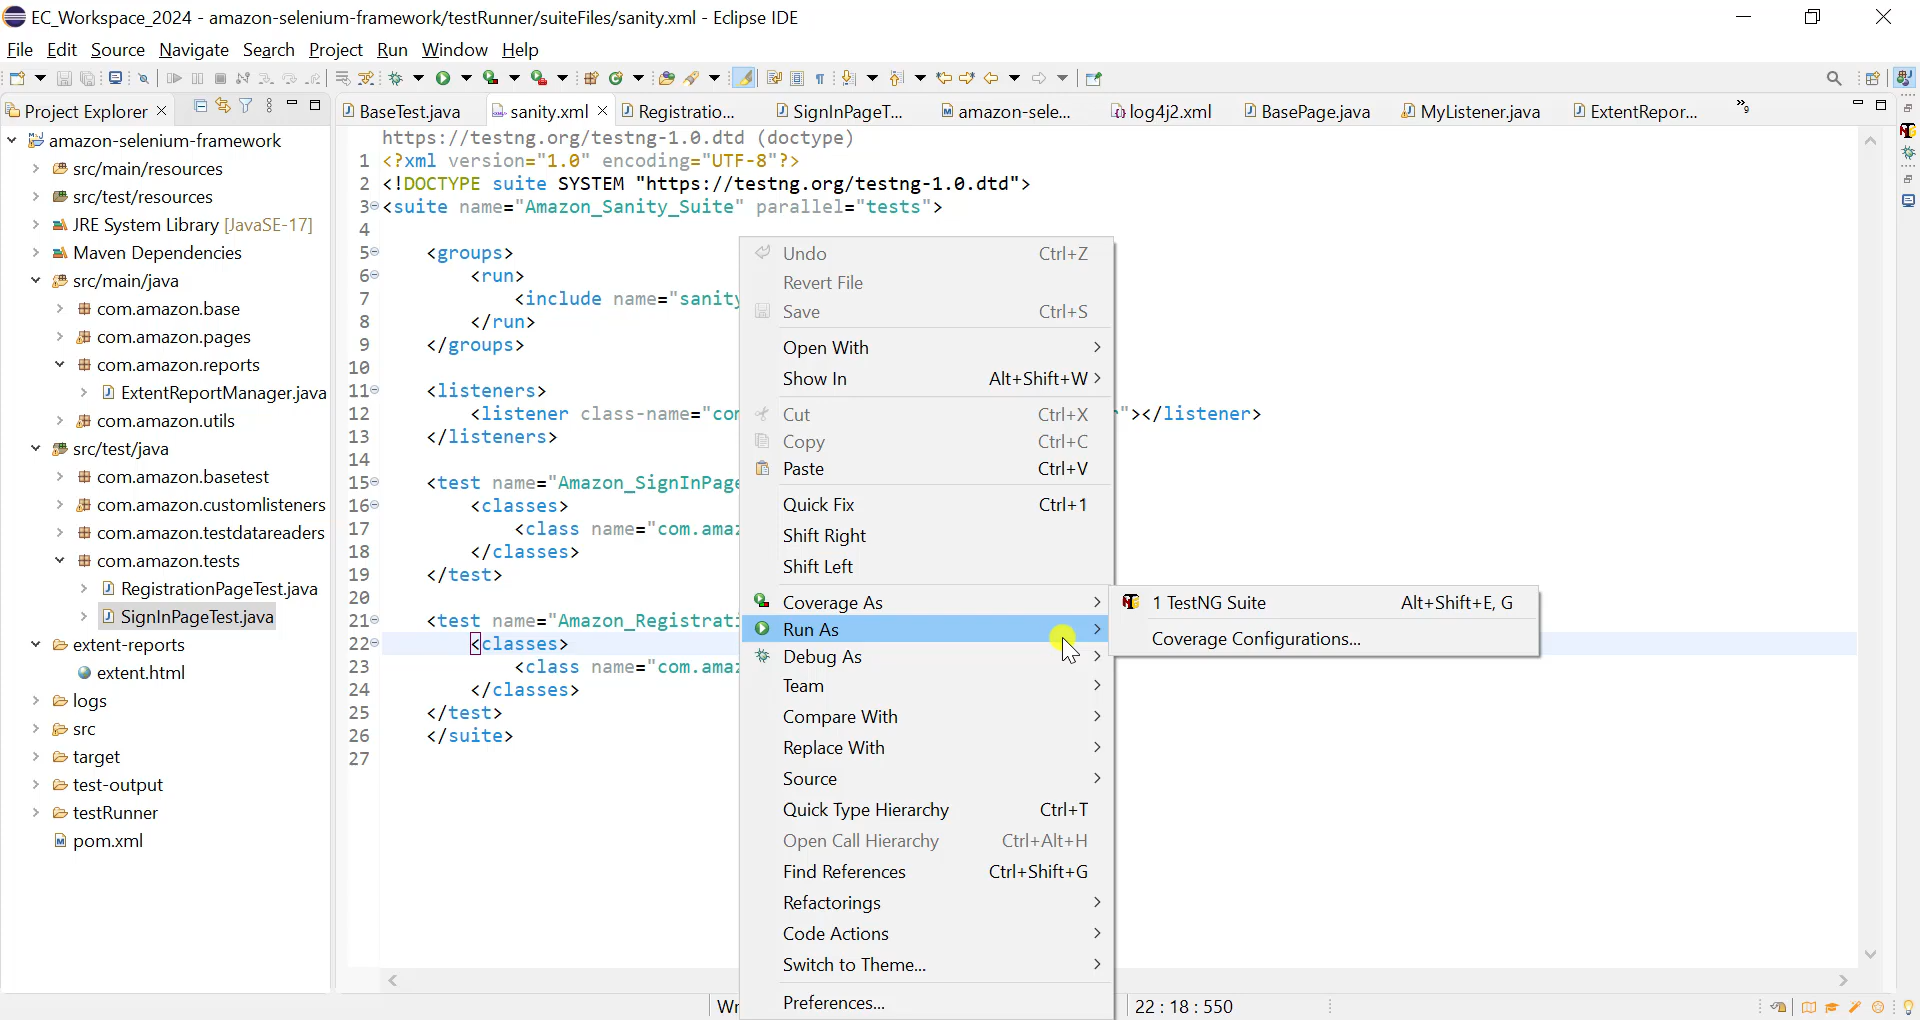 EC_Workspace_2024 - amazon-selenium-framework/testRunner/suiteFiles/sanity.xml - Eclipse IDE
File Edit Source Navigate Search Project Run Window Help
Project Explorer
BaseTest.java sanity.xml Registratio... SignInPageT... amazon-sele... log4j2.xml BasePage.java MyListener.java ExtentRepor... »9
amazon-selenium-framework
src/main/resources
src/test/resources
JRE System Library [JavaSE-17]
Maven Dependencies
src/main/java
com.amazon.base
com.amazon.pages
com.amazon.reports
ExtentReportManager.java
com.amazon.utils
src/test/java
com.amazon.basetest
com.amazon.customlisteners
com.amazon.testdatareaders
com.amazon.tests
RegistrationPageTest.java
SignInPageTest.java
extent-reports
extent.html
logs
src
target
test-output
testRunner
pom.xml
https://testng.org/testng-1.0.dtd (doctype)
1 <?xml version="1.0" encoding="UTF-8"?>
2 <!DOCTYPE suite SYSTEM "https://testng.org/testng-1.0.dtd">
3 <suite name="Amazon_Sanity_Suite" parallel="tests">
4
5 <groups>
6 <run>
7 <include name="sanity
8 </run>
9 </groups>
10
11 <listeners>
12 <listener class-name="com "></listener>
13 </listeners>
14
15 <test name="Amazon_SignInPage
16 <classes>
17 <class name="com.amaz
18 </classes>
19 </test>
20
21 <test name="Amazon_Registrati
22 <classes>
23 <class name="com.amaz
24 </classes>
25 </test>
26 </suite>
27
Undo Ctrl+Z
Revert File
Save Ctrl+S
Open With
Show In Alt+Shift+W
Cut Ctrl+X
Copy Ctrl+C
Paste Ctrl+V
Quick Fix Ctrl+1
Shift Right
Shift Left
Coverage As
Run As
Debug As
Team
Compare With
Replace With
Source
Quick Type Hierarchy Ctrl+T
Open Call Hierarchy Ctrl+Alt+H
Find References Ctrl+Shift+G
Refactorings
Code Actions
Switch to Theme...
Preferences...
1 TestNG Suite Alt+Shift+E, G
Coverage Configurations...
Wr
22 : 18 : 550